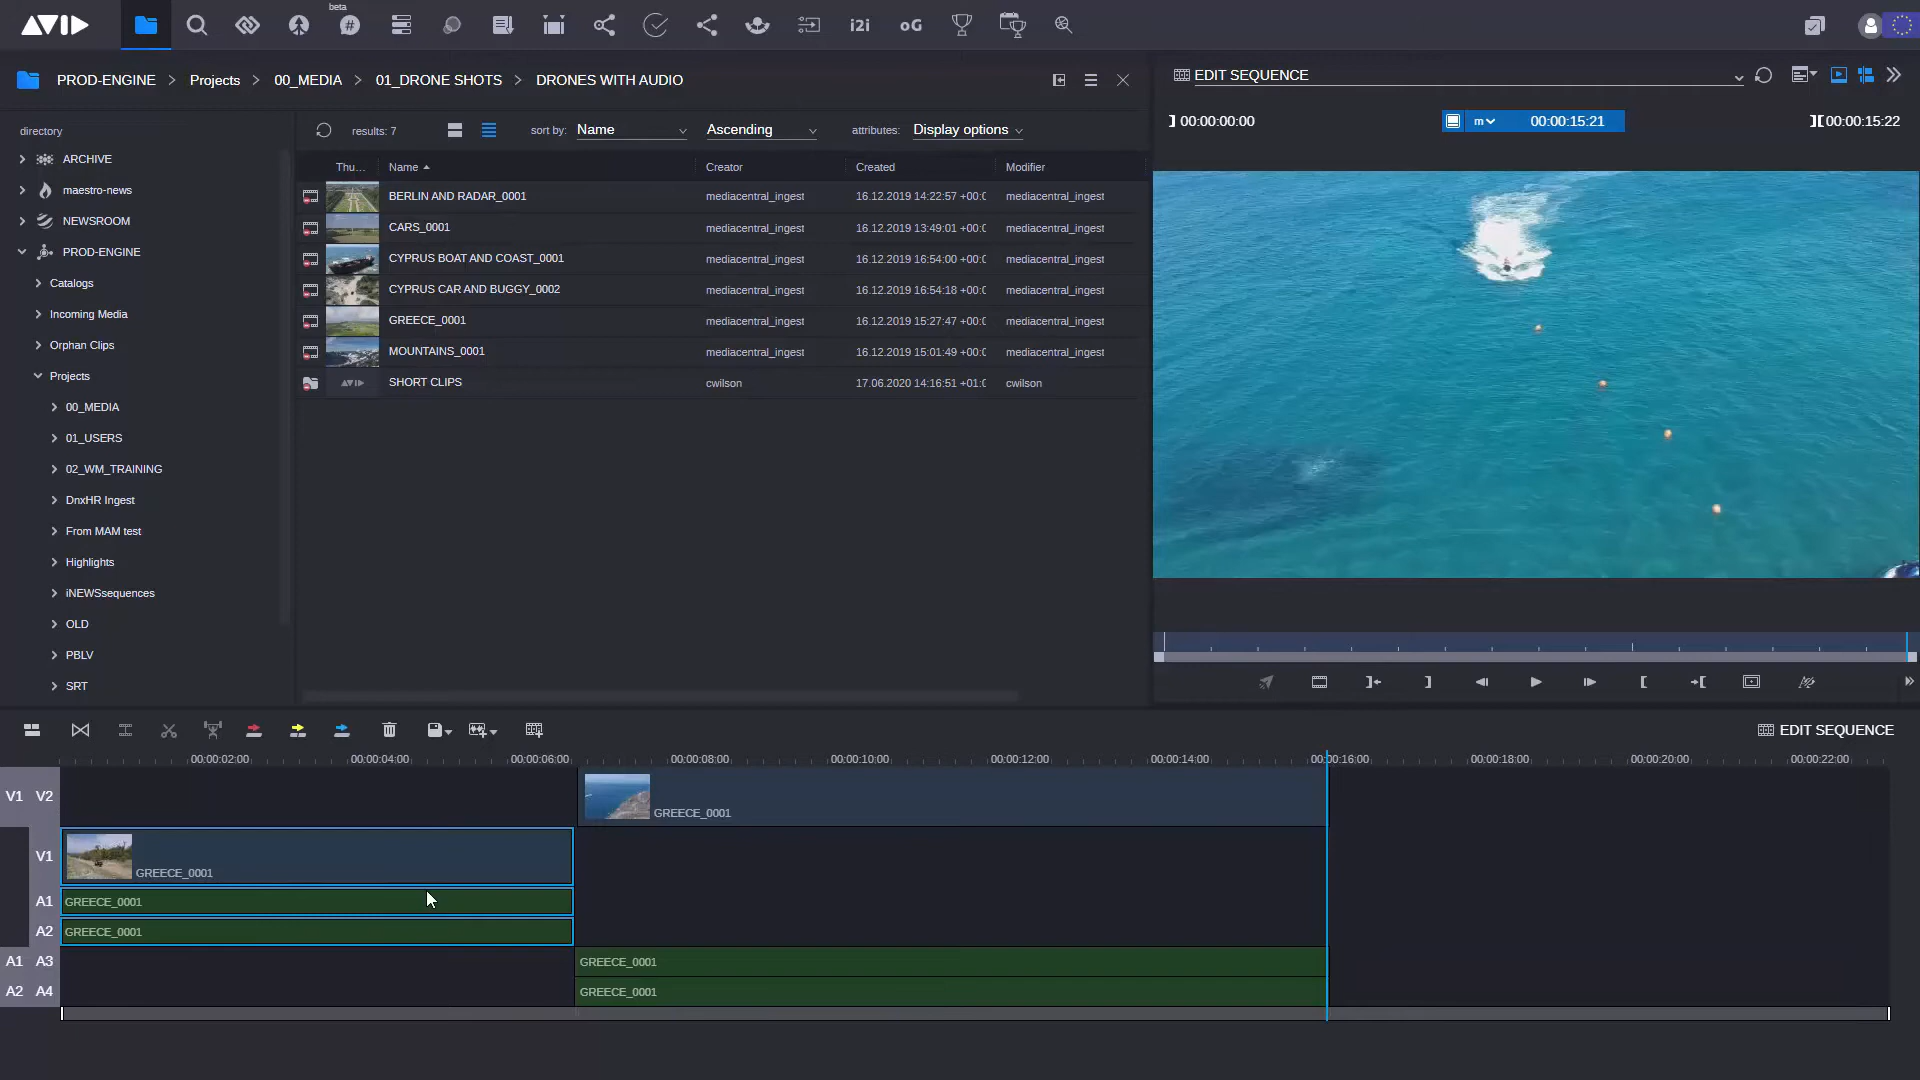 beta
AVID
i2i
oG
PROD-ENGINE > Projects > 00_MEDIA > 01_DRONE SHOTS > DRONES WITH AUDIO
EDIT SEQUENCE
] 00:00:00:00
m
00:00:15:21
][ 00:00:15:22
directory
results: 7
sort by:
Name
Ascending
attributes:
Display options
Thu...
Name
Creator
Created
Modifier
ARCHIVE
maestro-news
NEWSROOM
PROD-ENGINE
Catalogs
Incoming Media
Orphan Clips
Projects
00_MEDIA
01_USERS
02_WM_TRAINING
DnxHR Ingest
From MAM test
Highlights
iNEWSsequences
OLD
PBLV
SRT
BERLIN AND RADAR_0001 mediacentral_ingest 16.12.2019 14:22:57 +00:0 mediacentral_ingest
CARS_0001 mediacentral_ingest 16.12.2019 13:49:01 +00:0 mediacentral_ingest
CYPRUS BOAT AND COAST_0001 mediacentral_ingest 16.12.2019 16:54:00 +00:0 mediacentral_ingest
CYPRUS CAR AND BUGGY_0002 mediacentral_ingest 16.12.2019 16:54:18 +00:0 mediacentral_ingest
GREECE_0001 mediacentral_ingest 16.12.2019 15:27:47 +00:0 mediacentral_ingest
MOUNTAINS_0001 mediacentral_ingest 16.12.2019 15:01:49 +00:0 mediacentral_ingest
AVID SHORT CLIPS cwilson 17.06.2020 14:16:51 +01:0 cwilson
EDIT SEQUENCE
00:00:02:00 00:00:04:00 00:00:06:00 00:00:08:00 00:00:10:00 00:00:12:00 00:00:14:00 00:00:16:00 00:00:18:00 00:00:20:00 00:00:22:00
V1 V2
GREECE_0001
V1
GREECE_0001
A1 GREECE_0001
A2 GREECE_0001
A1 A3 GREECE_0001
A2 A4 GREECE_0001